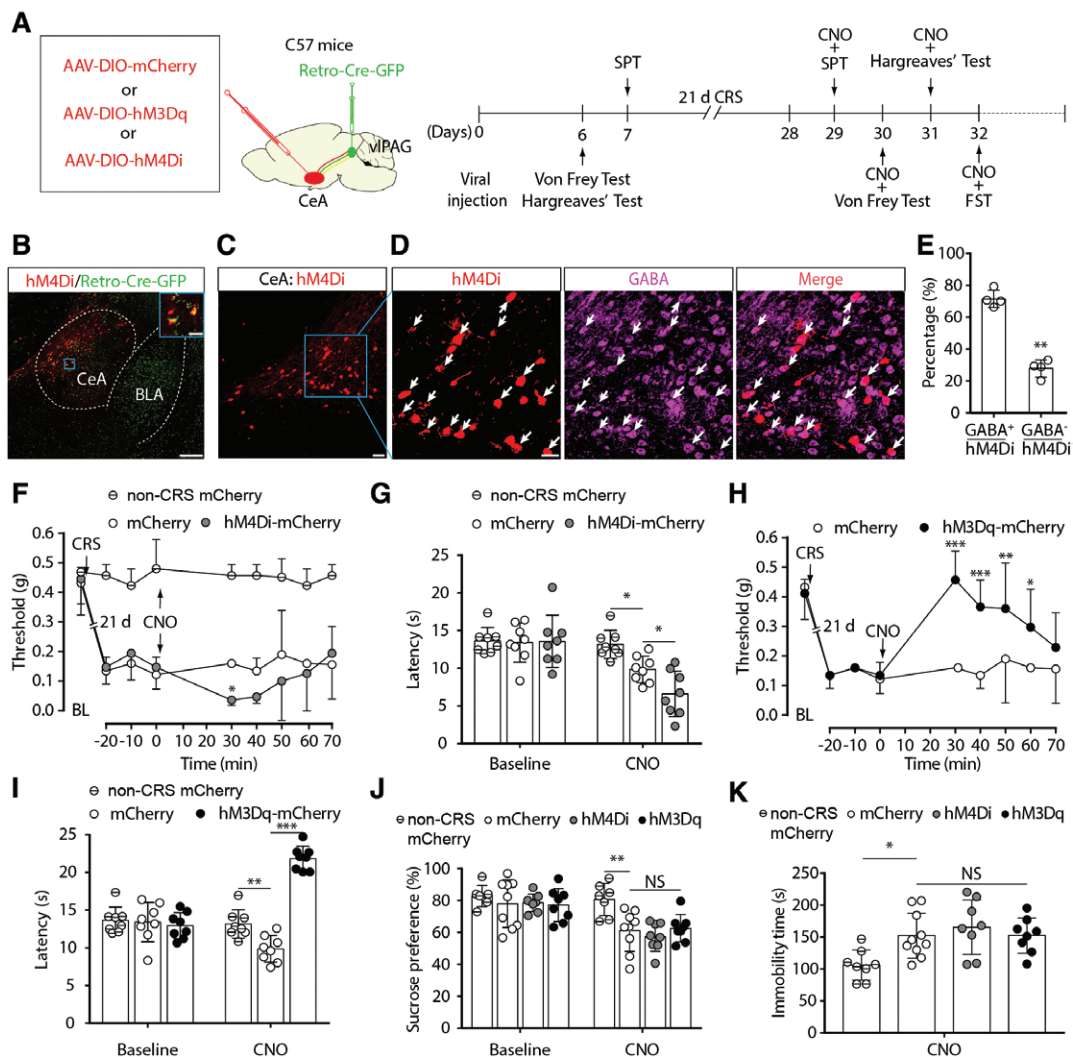 A
AAV-DIO-mCherry
or
AAV-DIO-hM3Dq
or
AAV-DIO-hM4Di
C57 mice
Retro-Cre-GFP
vlPAG
CeA
SPT
CNO
+
SPT
CNO
+
Hargreaves' Test
21 d CRS
(Days) 0 6 7 28 29 30 31 32
Viral
injection
Von Frey Test
Hargreaves' Test
CNO
+
Von Frey Test
CNO
+
FST
B
hM4Di/Retro-Cre-GFP
CeA
BLA
C
CeA: hM4Di
D
hM4Di
GABA
Merge
E
Percentage (%)
100
80
60
40
20
0
**
GABA+
hM4Di
GABA-
hM4Di
F
non-CRS mCherry
mCherry hM4Di-mCherry
Threshold (g)
0.6
0.5
0.4
0.3
0.2
0.1
0.0
CRS
21 d
CNO
*
BL
-20 -10 0 10 20 30 40 50 60 70
Time (min)
G
non-CRS mCherry
mCherry hM4Di-mCherry
Latency (s)
25
20
15
10
5
0
*
*
Baseline CNO
H
mCherry hM3Dq-mCherry
Threshold (g)
0.6
0.5
0.4
0.3
0.2
0.1
0.0
CRS
21 d
CNO
***
***
**
*
BL
-20 -10 0 10 20 30 40 50 60 70
Time (min)
I
non-CRS mCherry
mCherry hM3Dq-mCherry
Latency (s)
25
20
15
10
5
0
**
***
Baseline CNO
J
non-CRS
mCherry
mCherry hM4Di hM3Dq
Sucrose preference (%)
100
80
60
40
20
0
**
NS
Baseline CNO
K
non-CRS
mCherry
mCherry hM4Di hM3Dq
Immobility time (s)
250
200
150
100
50
0
*
NS
CNO